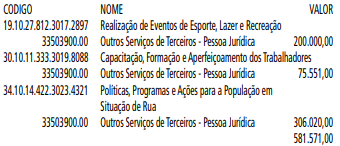 CODIGO NOME VALOR
19.10.27.812.3017.2897 Realização de Eventos de Esporte, Lazer e Recreação
33503900.00 Outros Serviços de Terceiros - Pessoa Jurídica 200.000,00
30.10.11.333.3019.8088 Capacitação, Formação e Aperfeiçoamento dos Trabalhadores
33503900.00 Outros Serviços de Terceiros - Pessoa Jurídica 75.551,00
34.10.14.422.3023.4321 Políticas, Programas e Ações para a População em
Situação de Rua
33503900.00 Outros Serviços de Terceiros - Pessoa Jurídica 306.020,00
581.571,00